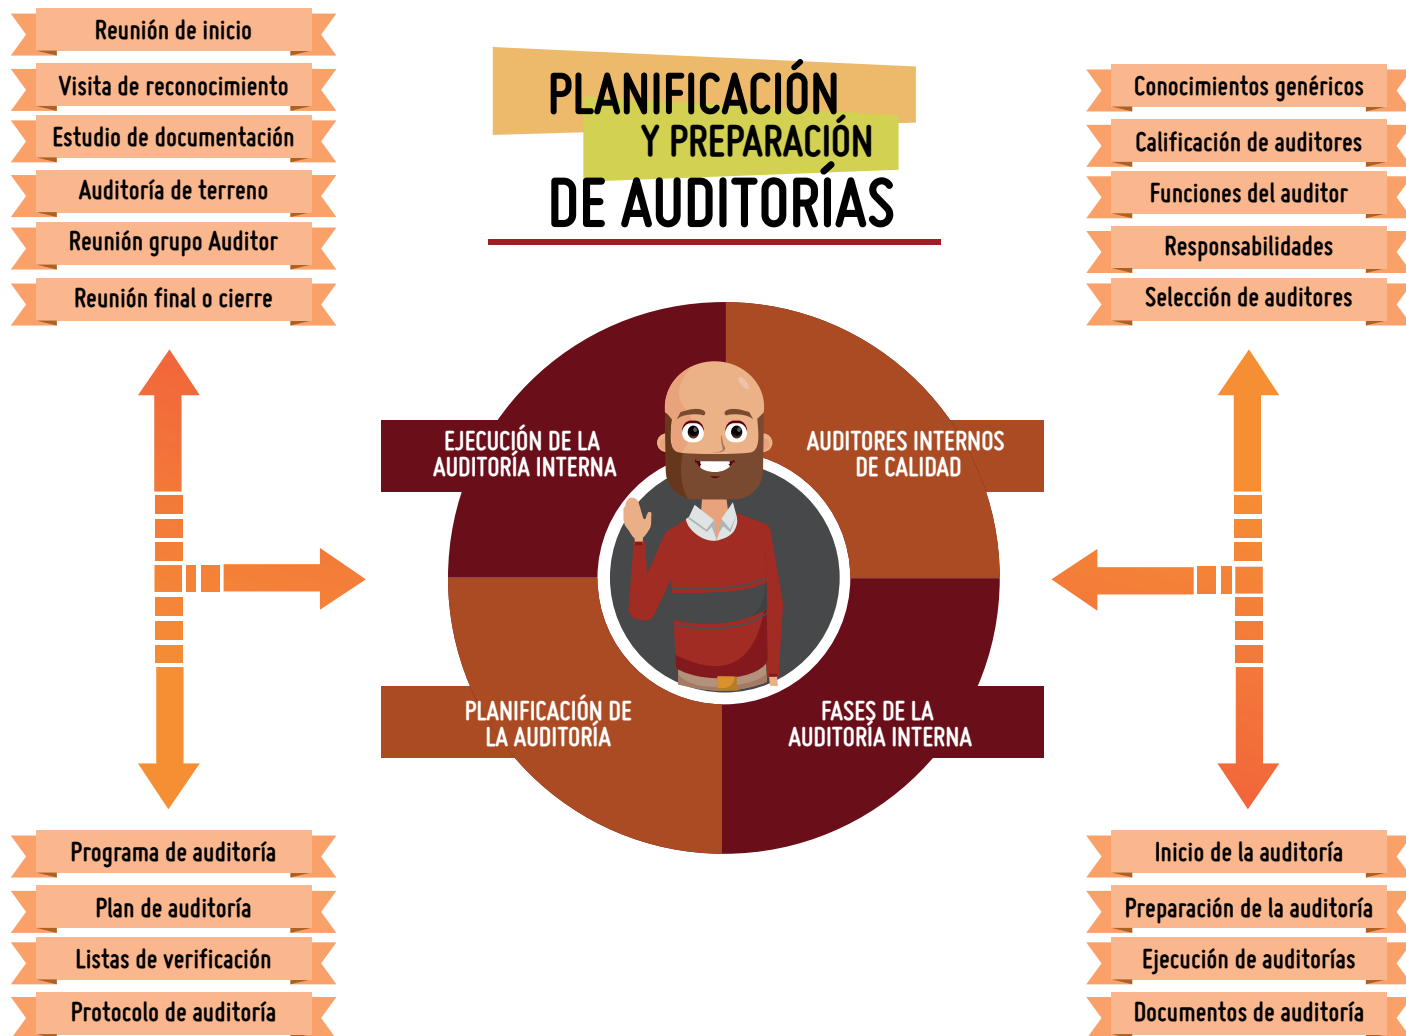 PLANIFICACIÓN
Y PREPARACIÓN
DE AUDITORÍAS
Reunión de inicio
Visita de reconocimiento
Estudio de documentación
Auditoría de terreno
Reunión grupo Auditor
Reunión final o cierre
Conocimientos genéricos
Calificación de auditores
Funciones del auditor
Responsabilidades
Selección de auditores
EJECUCIÓN DE LA
AUDITORÍA INTERNA
AUDITORES INTERNOS
DE CALIDAD
PLANIFICACIÓN DE
LA AUDITORÍA
FASES DE LA
AUDITORÍA INTERNA
Programa de auditoría
Plan de auditoría
Listas de verificación
Protocolo de auditoría
Inicio de la auditoría
Preparación de la auditoría
Ejecución de auditorías
Documentos de auditoría